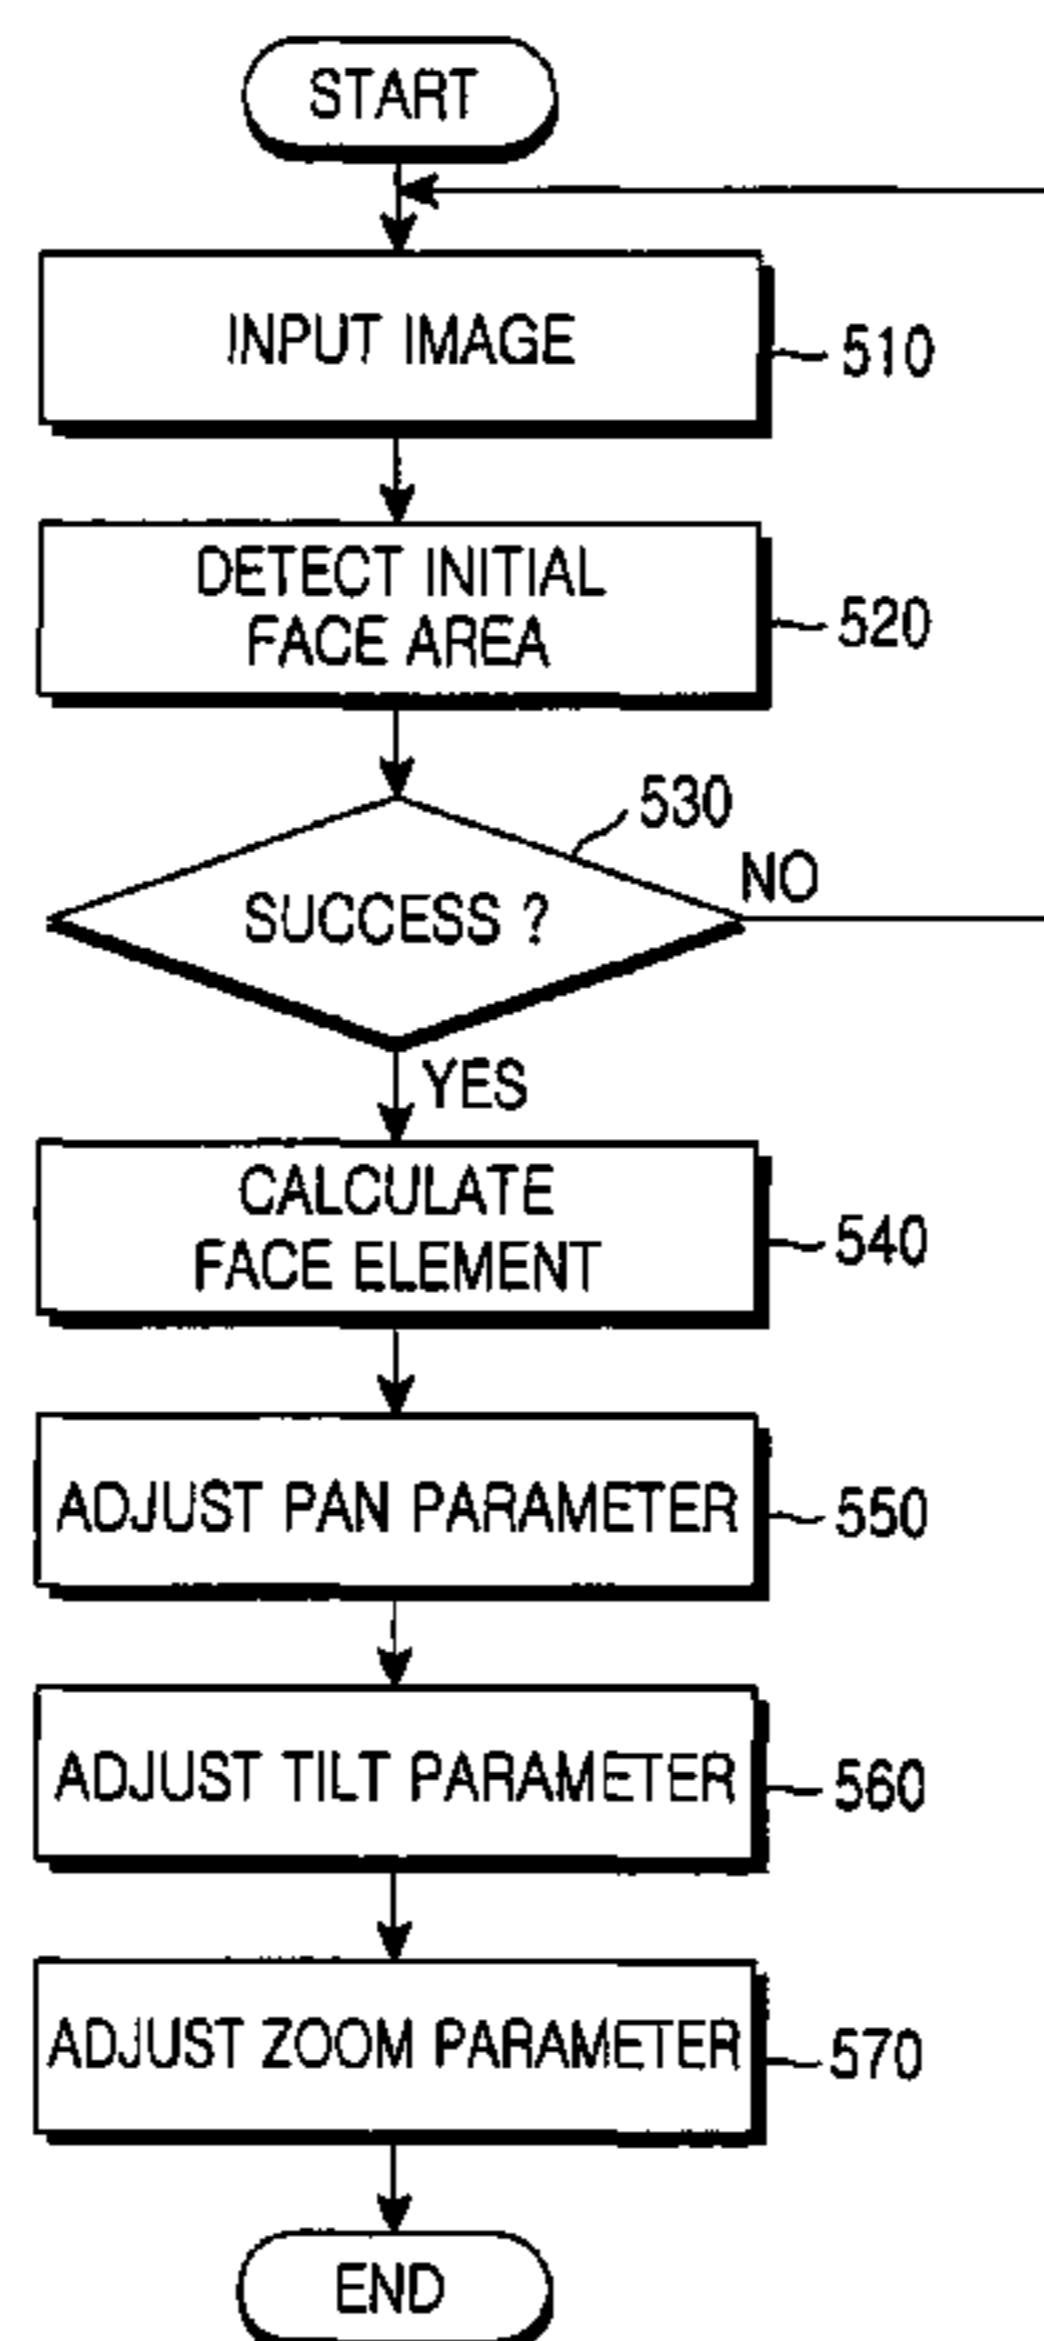 START
INPUT IMAGE
510
DETECT INITIAL
FACE AREA
520
530
SUCCESS ?
NO
YES
CALCULATE
FACE ELEMENT
540
ADJUST PAN PARAMETER
550
ADJUST TILT PARAMETER
560
ADJUST ZOOM PARAMETER
570
END